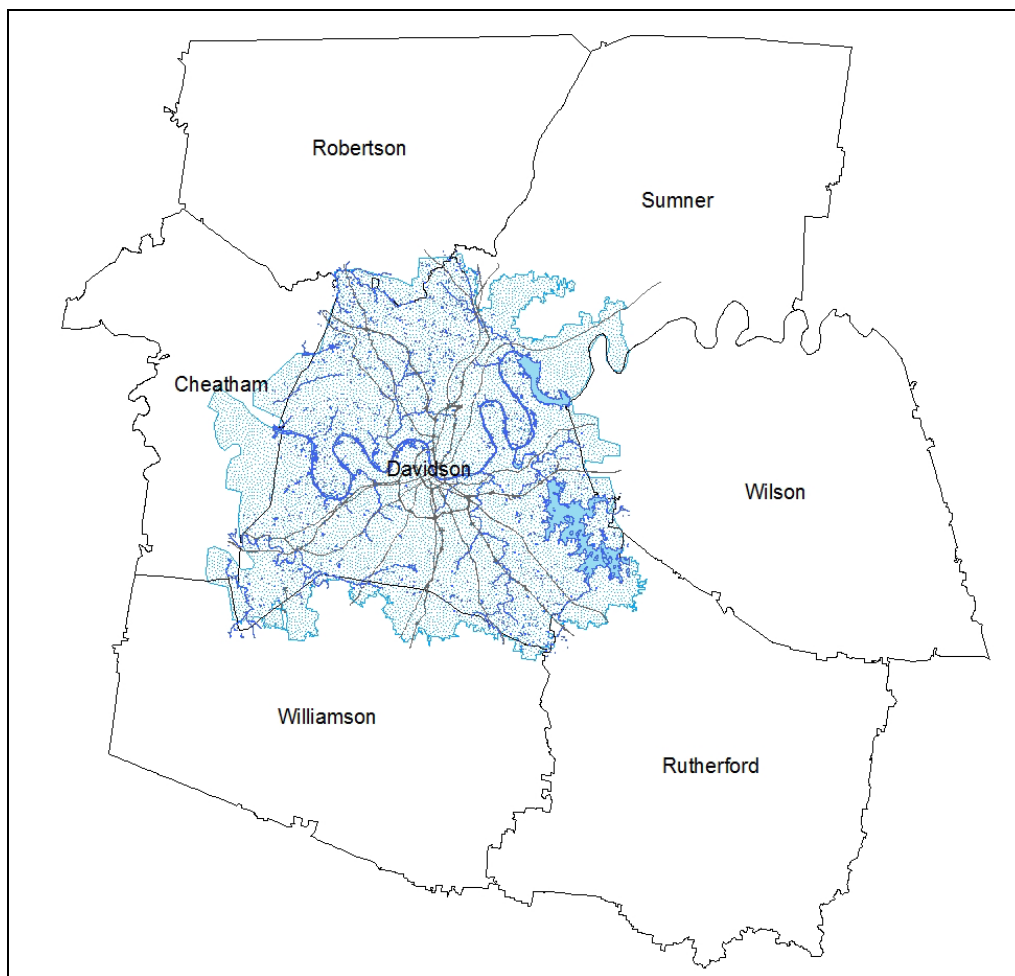 Robertson
Sumner
Cheatham
Davidson
Wilson
Williamson
Rutherford